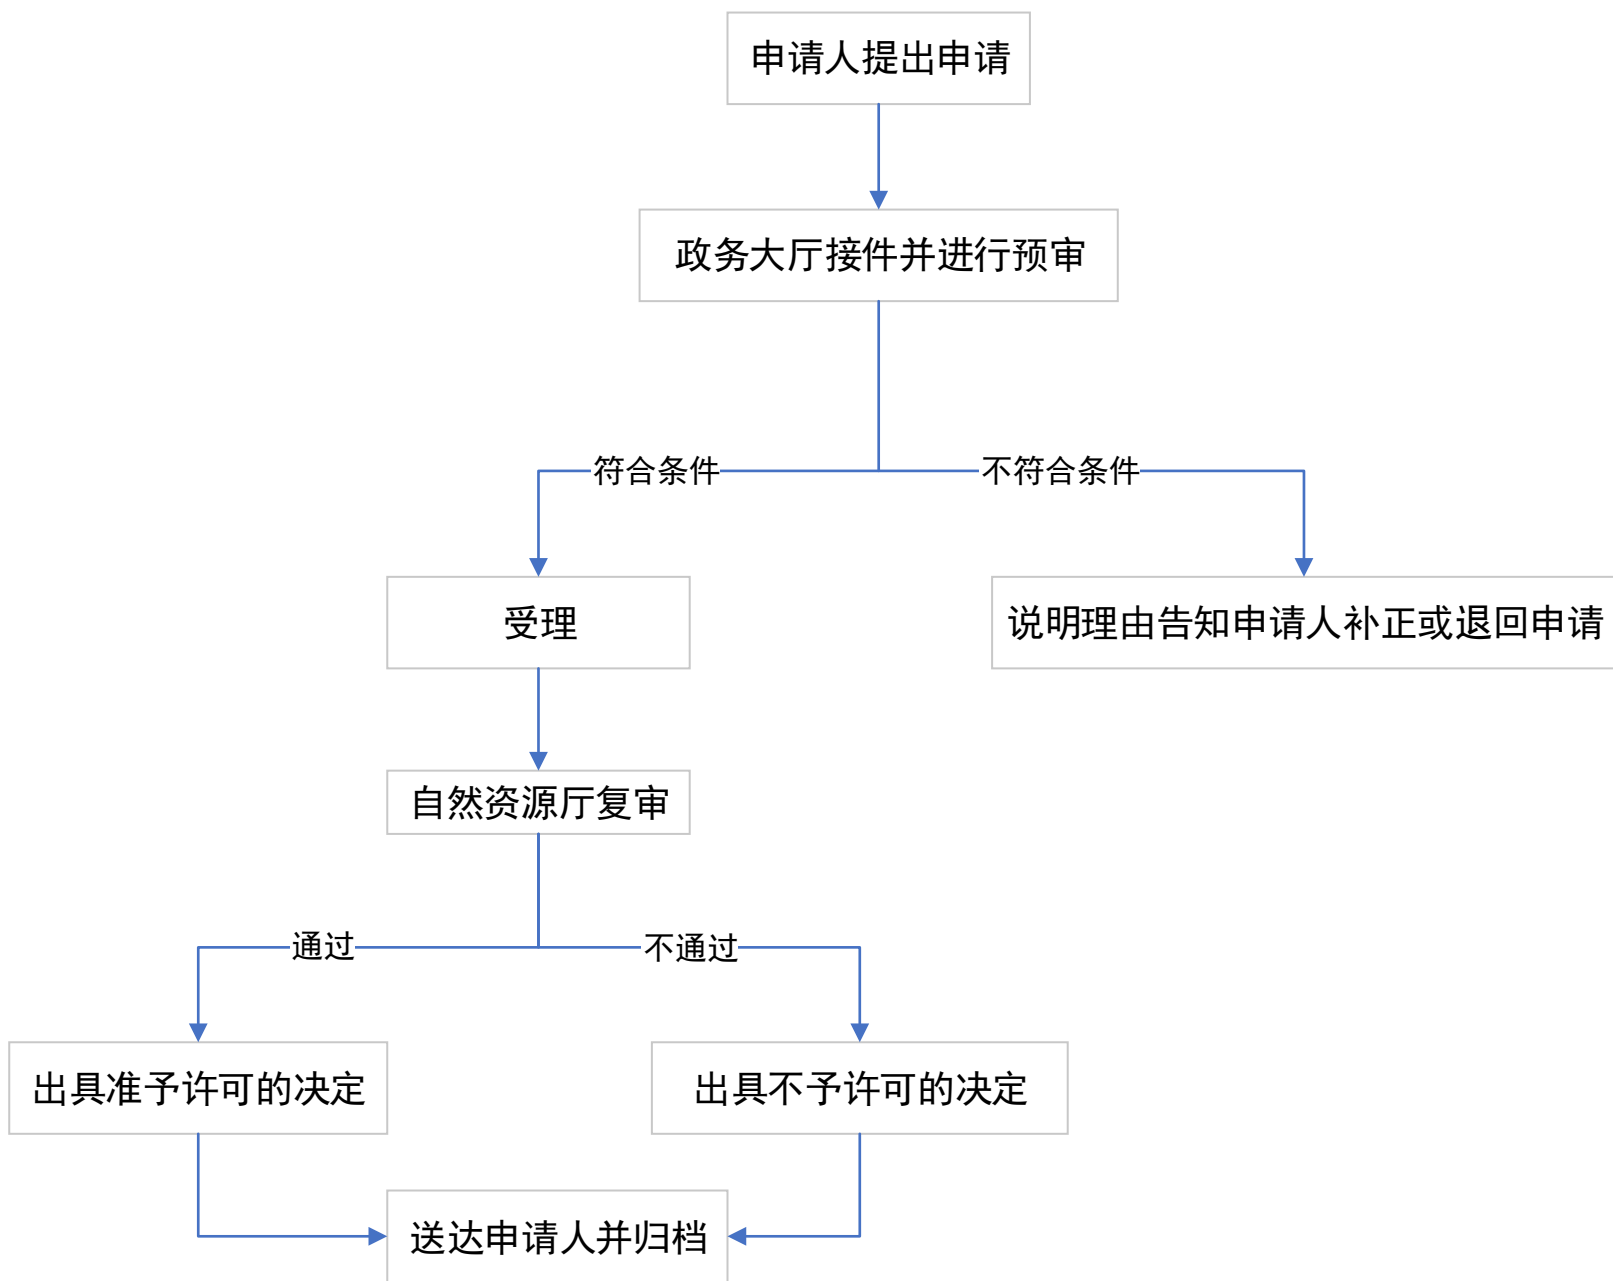 申请人提出申请
政务大厅接件并进行预审
符合条件
不符合条件
受理
说明理由告知申请人补正或退回申请
自然资源厅复审
通过
不通过
出具准予许可的决定
出具不予许可的决定
送达申请人并归档